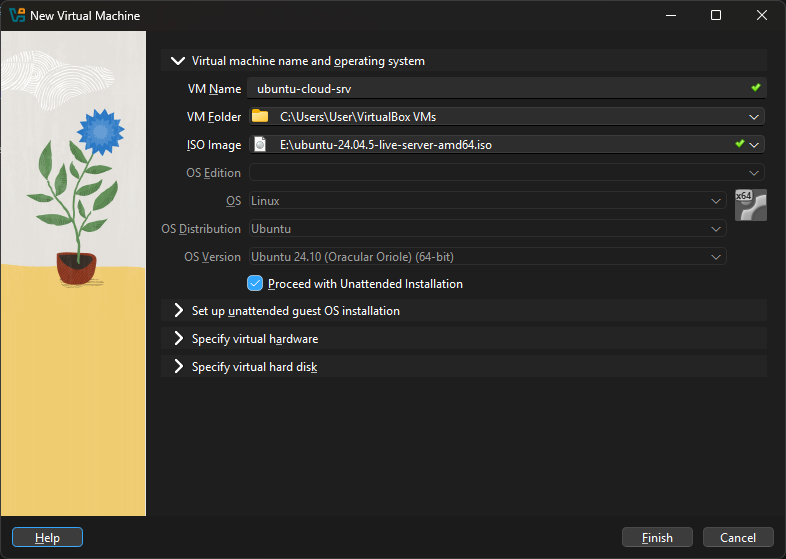 New Virtual Machine
Virtual machine name and operating system
VM Name ubuntu-cloud-srv
VM Folder C:\Users\User\VirtualBox VMs
ISO Image E:\ubuntu-24.04.5-live-server-amd64.iso
OS Edition
OS Linux
x64
OS Distribution Ubuntu
OS Version Ubuntu 24.10 (Oracular Oriole) (64-bit)
Proceed with Unattended Installation
Set up unattended guest OS installation
Specify virtual hardware
Specify virtual hard disk
Help Finish Cancel